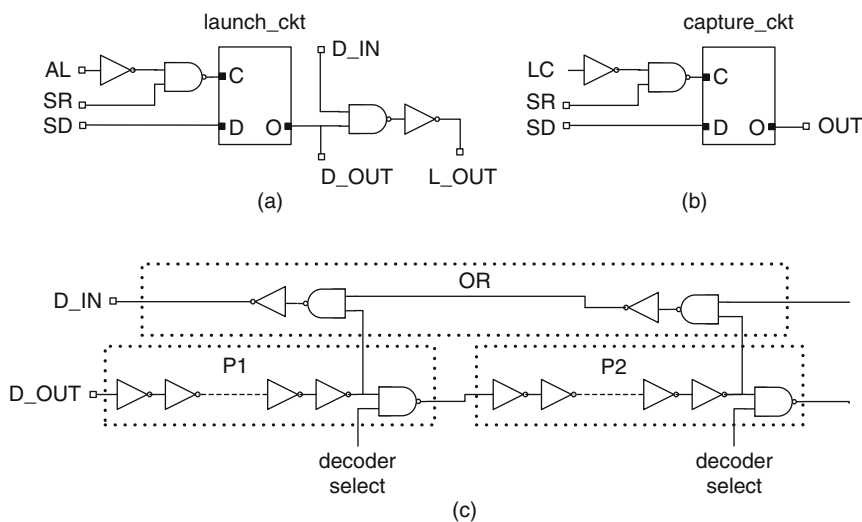 launch_ckt
AL
SR
SD
C
D
O
D_IN
D_OUT
L_OUT
(a)
capture_ckt
LC
SR
SD
C
D
O
OUT
(b)
OR
D_IN
P1
P2
D_OUT
decoder
select
decoder
select
(c)